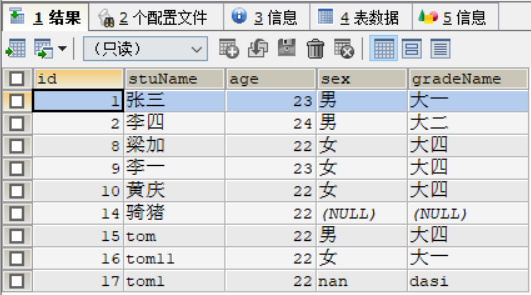 1 结果 2 个配置文件 3 信息 4 表数据 5 信息
（只读）
id stuName age sex gradeName
1 张三 23 男 大一
2 李四 24 男 大二
8 梁加 22 女 大四
9 李一 23 女 大四
10 黄庆 22 女 大四
14 骑猪 22 (NULL) (NULL)
15 tom 22 男 大四
16 tom11 22 女 大一
17 tom1 22 nan dasi